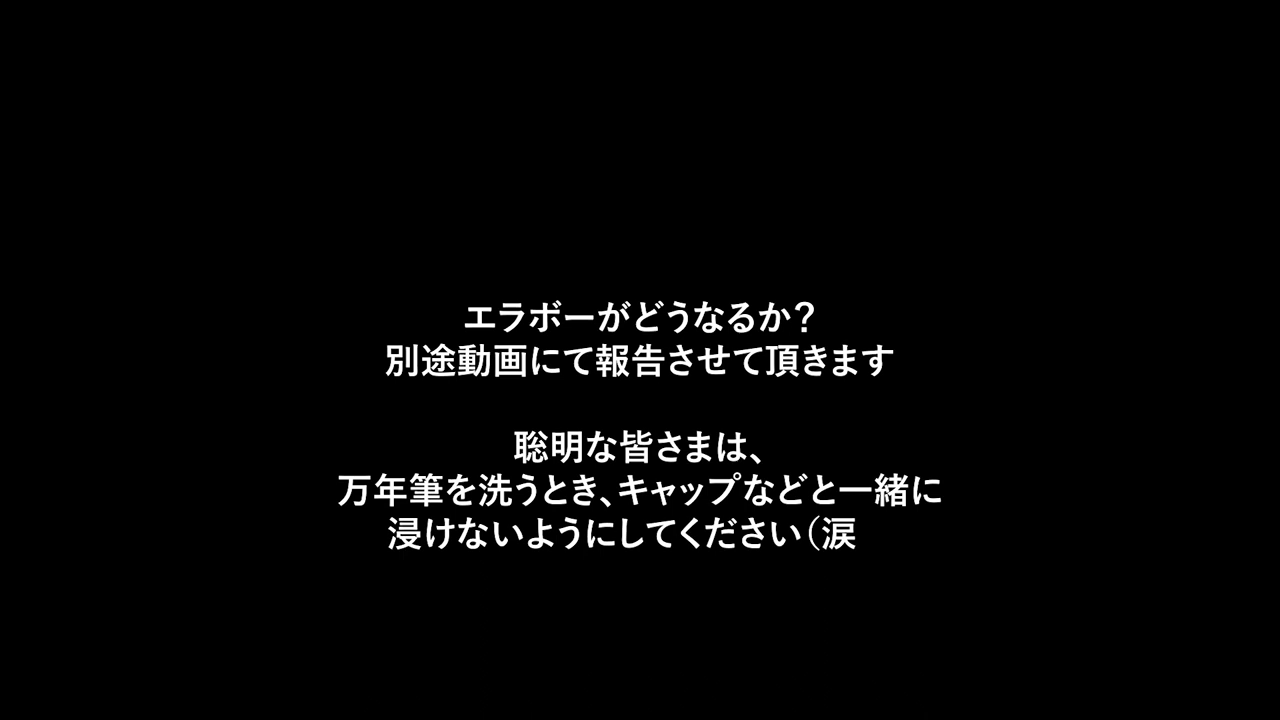 エラボーがどうなるか?
別途動画にて報告させて頂きます
聡明な皆さまは、
万年筆を洗うとき、キャップなどと一緒に
浸けないようにしてください(涙